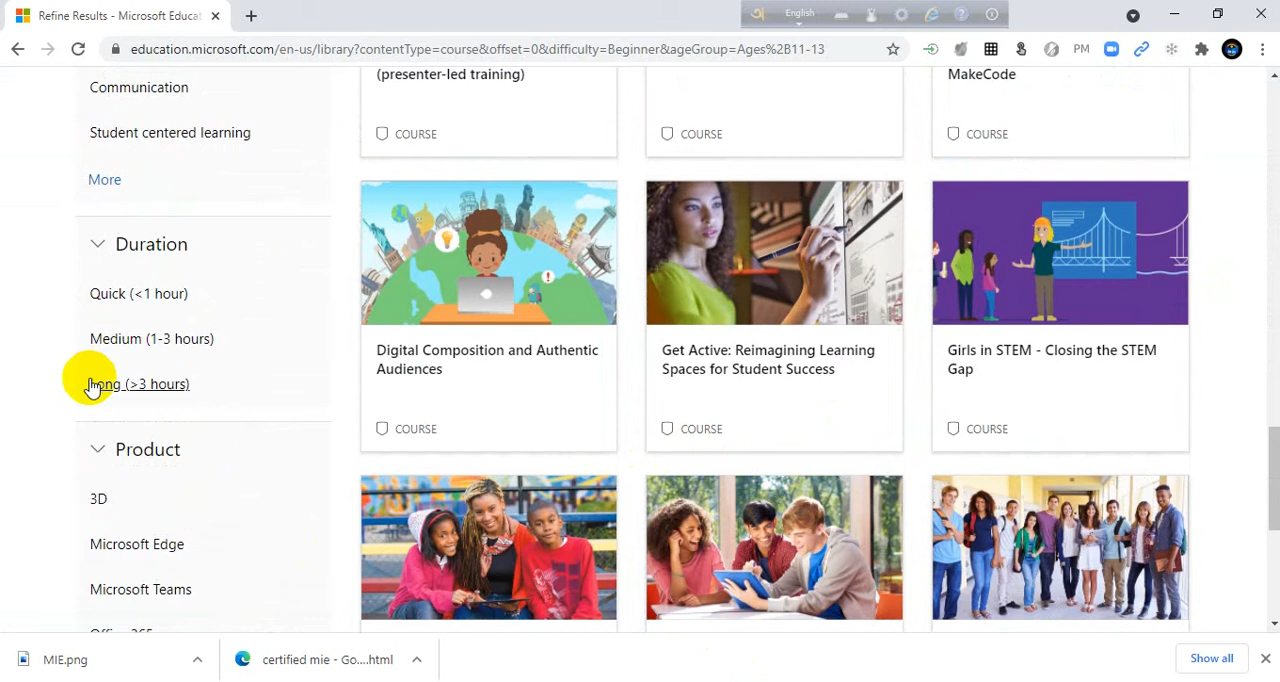 Refine Results - Microsoft Educat
English
education.microsoft.com/en-us/library?contentType=course&offset=0&difficulty=Beginner&ageGroup=Ages%2B11-13
PM
Communication
Student centered learning
More
Duration
Quick (<1 hour)
Medium (1-3 hours)
Long (>3 hours)
Product
3D
Microsoft Edge
Microsoft Teams
Office 365
(presenter-led training)
MakeCode
COURSE
COURSE
COURSE
Digital Composition and Authentic
Audiences
Get Active: Reimagining Learning
Spaces for Student Success
Girls in STEM - Closing the STEM
Gap
COURSE
COURSE
COURSE
MIE.png
certified mie - Go....html
Show all